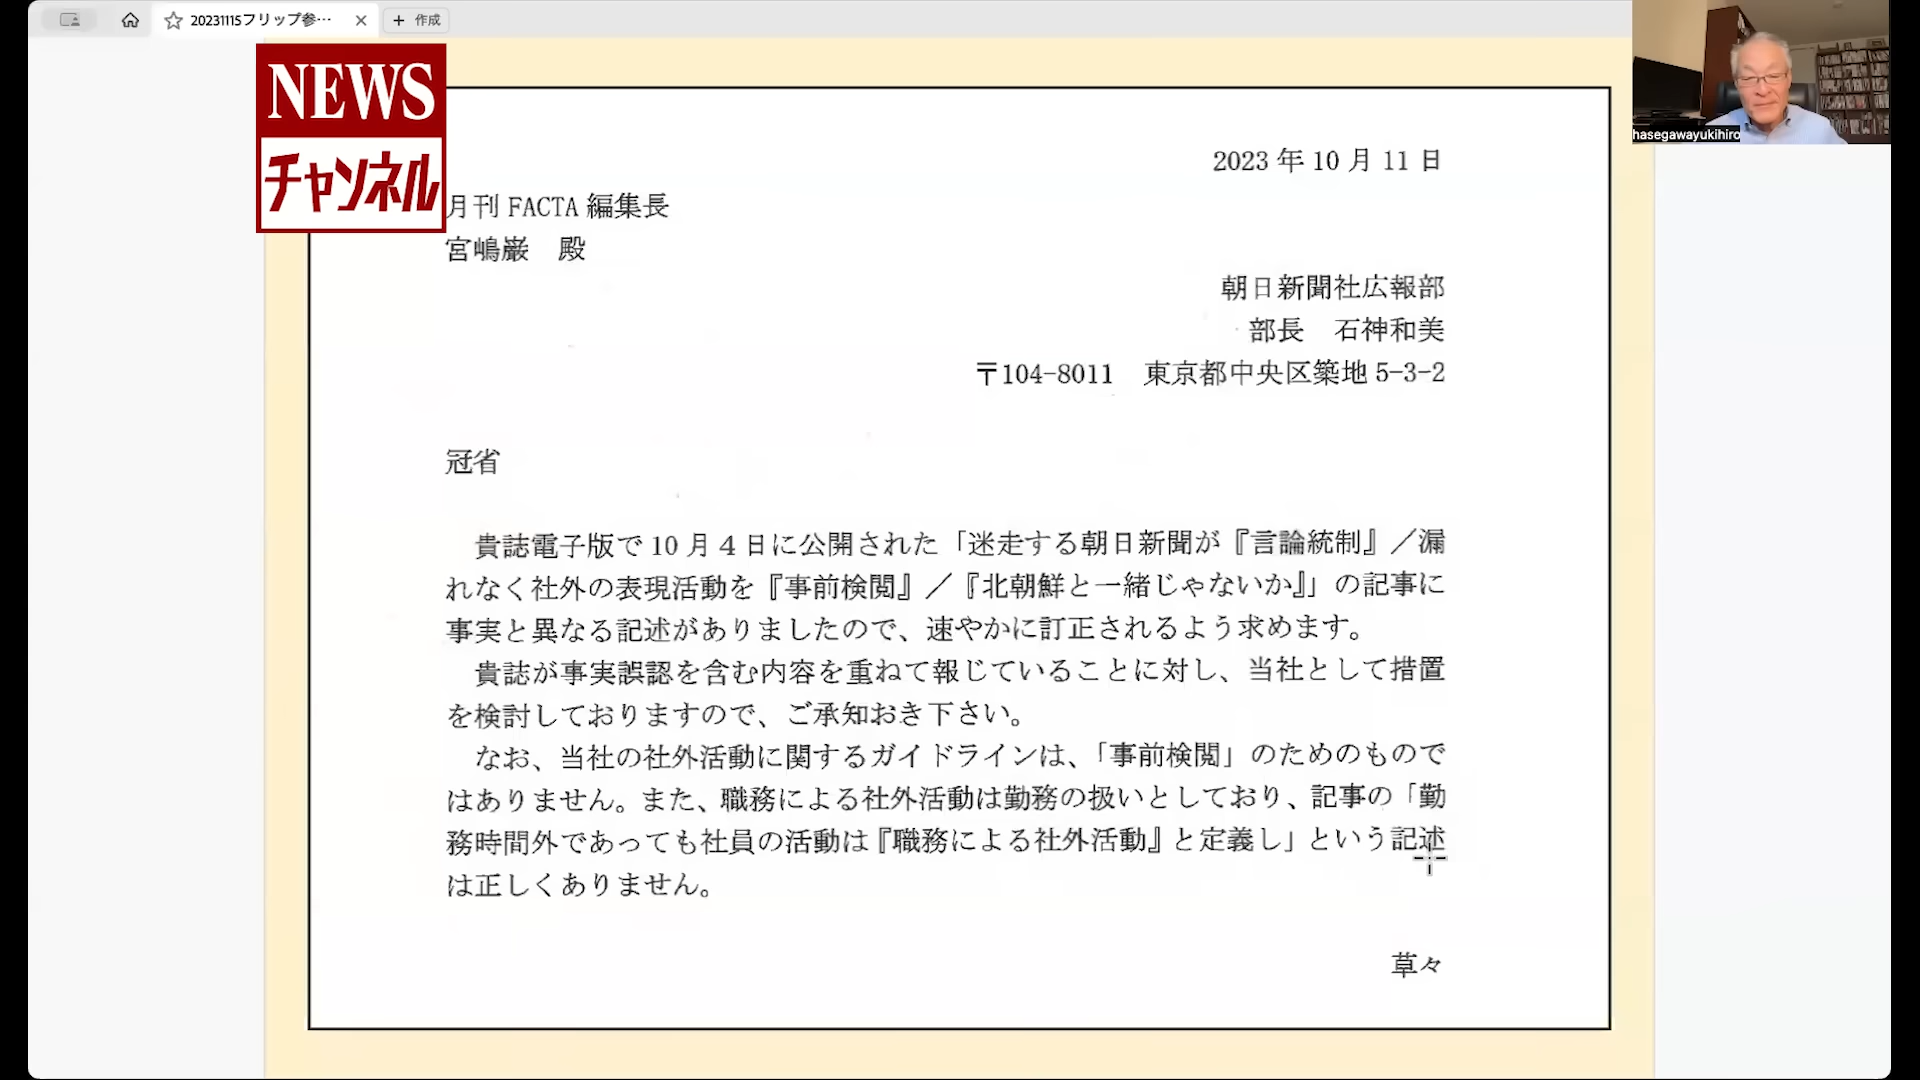 20231115フリップ参…
作成
NEWS
チャンネル
hasegawayukihiro
2023年10月11日
月刊FACTA編集長
宮嶋巌　殿
朝日新聞社広報部
部長　石神和美
〒104-8011　東京都中央区築地5-3-2
冠省
貴誌電子版で10月4日に公開された「迷走する朝日新聞が『言論統制』／漏
れなく社外の表現活動を『事前検閲』／『北朝鮮と一緒じゃないか』」の記事に
事実と異なる記述がありましたので、速やかに訂正されるよう求めます。
貴誌が事実誤認を含む内容を重ねて報じていることに対し、当社として措置
を検討しておりますので、ご承知おき下さい。
なお、当社の社外活動に関するガイドラインは、「事前検閲」のためのもので
はありません。また、職務による社外活動は勤務の扱いとしており、記事の「勤
務時間外であっても社員の活動は『職務による社外活動』と定義し」という記述
は正しくありません。
草々